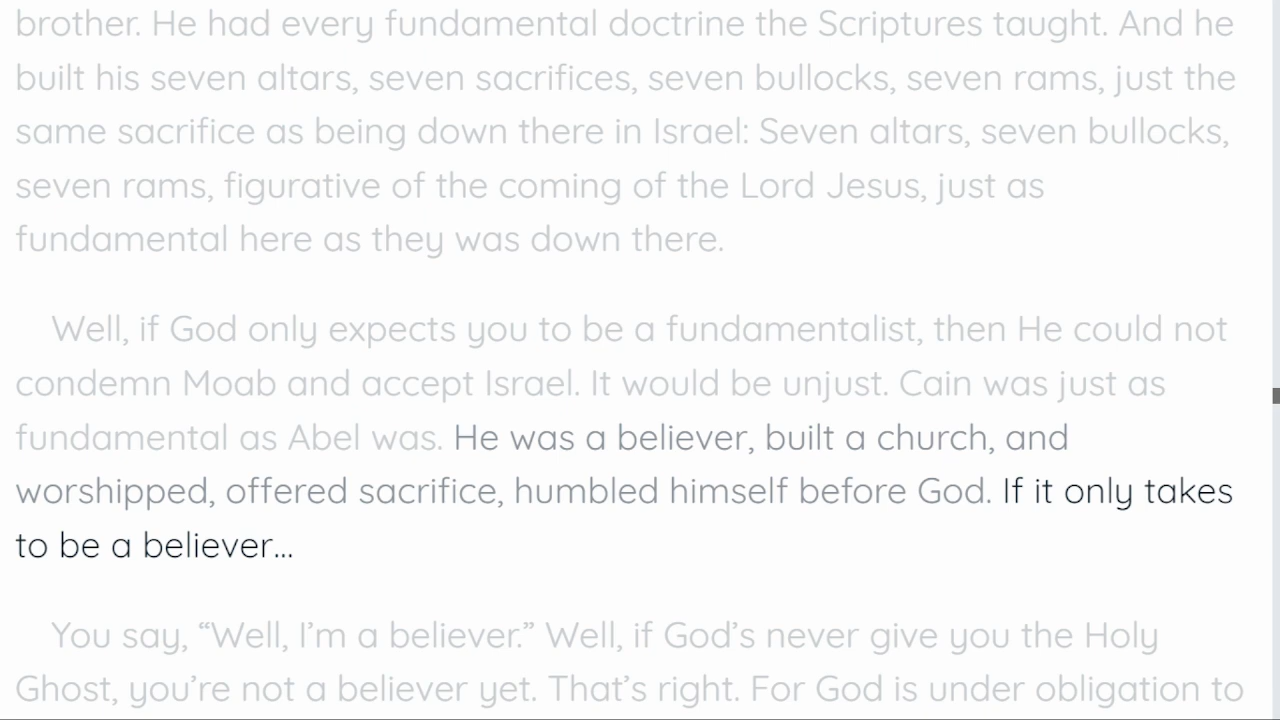 brother. He had every fundamental doctrine the Scriptures taught. And he
built his seven altars, seven sacrifices, seven bullocks, seven rams, just the
same sacrifice as being down there in Israel: Seven altars, seven bullocks,
seven rams, figurative of the coming of the Lord Jesus, just as
fundamental here as they was down there.
Well, if God only expects you to be a fundamentalist, then He could not
condemn Moab and accept Israel. It would be unjust. Cain was just as
fundamental as Abel was. He was a believer, built a church, and
worshipped, offered sacrifice, humbled himself before God. If it only takes
to be a believer...
You say, “Well, I’m a believer.” Well, if God’s never give you the Holy
Ghost, you’re not a believer yet. That’s right. For God is under obligation to